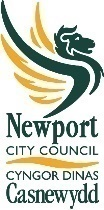 Newport
CITY COUNCIL
CYNGOR DINAS
Casnewydd